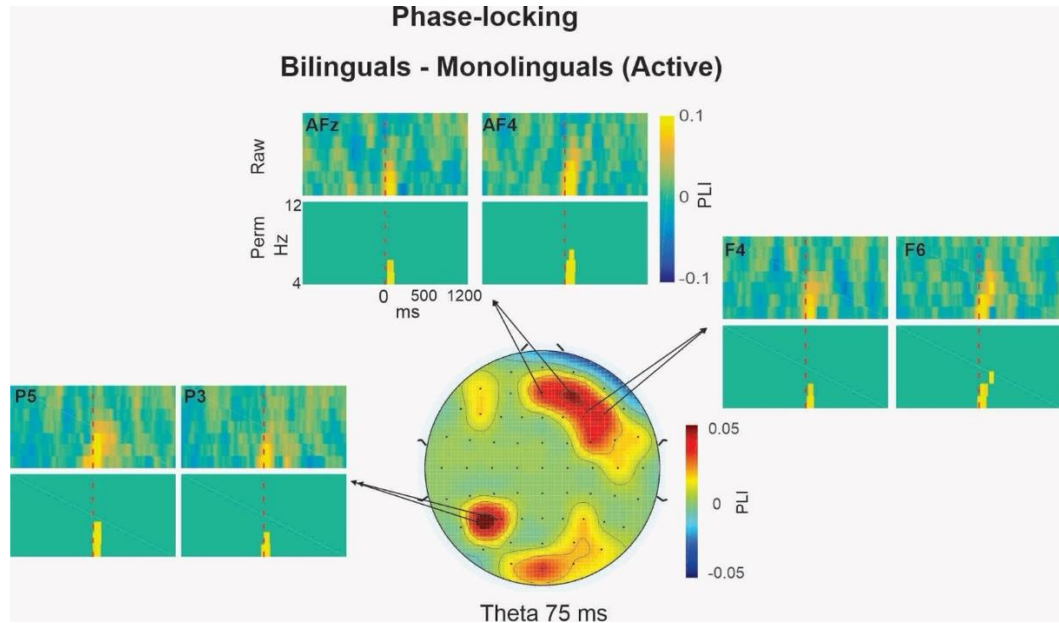 Phase-locking
Bilinguals - Monolinguals (Active)
AFz
AF4
Raw
0.1
0
-0.1
PLI
Perm
Hz
12
4
0 500 1200
ms
F4
F6
P5
P3
0.05
0
-0.05
PLI
Theta 75 ms